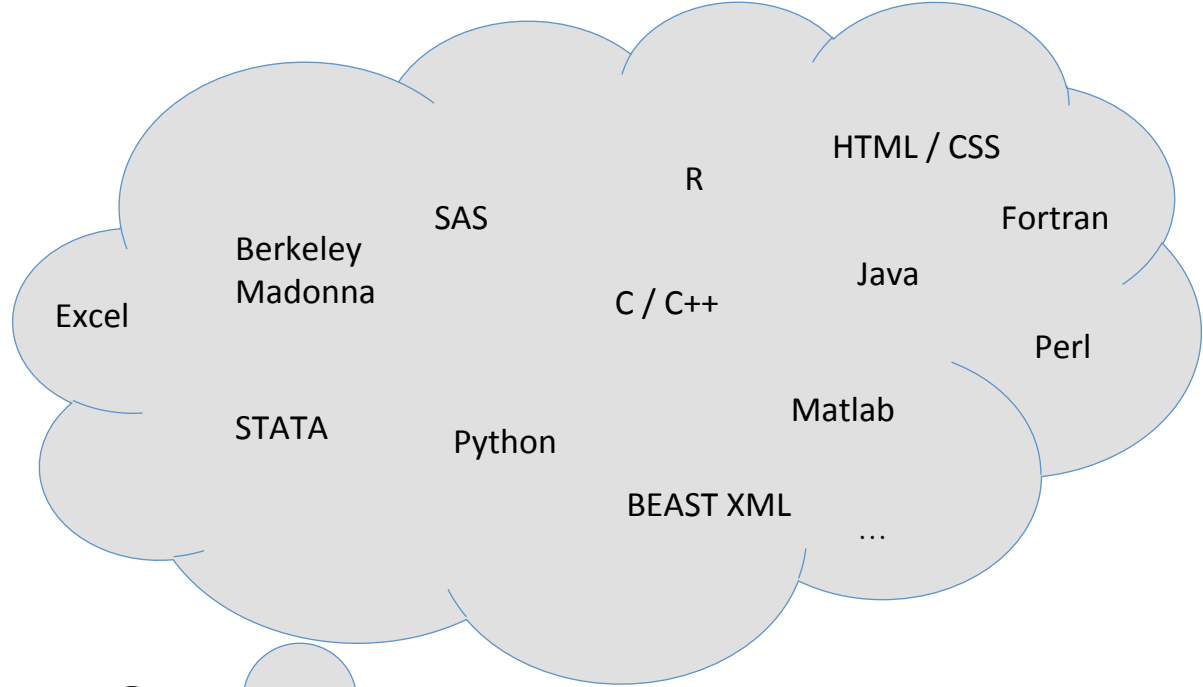 HTML / CSS
R
SAS
Fortran
Berkeley
Madonna
Java
C / C++
Excel
Perl
Matlab
STATA
Python
BEAST XML
…